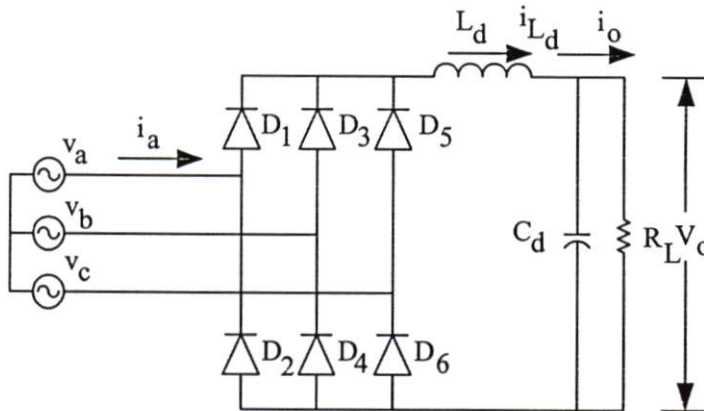 L_d i_{L_d} i_o
D_1 D_3 D_5
i_a
v_a
v_b
v_c
C_d R_L V_o
D_2 D_4 D_6